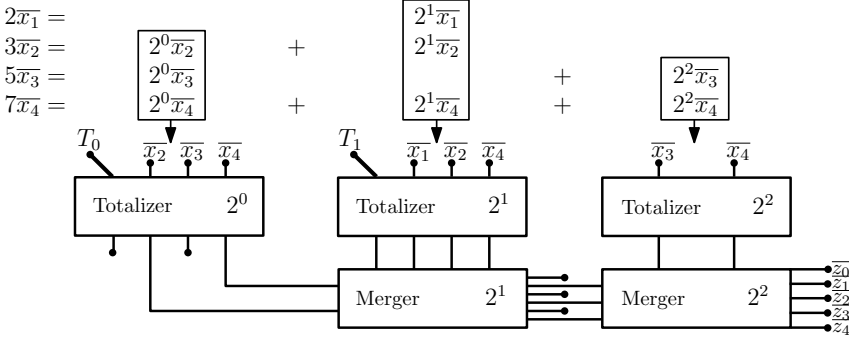 2x̅₁ = 2¹x̅₁
3x̅₂ = 2⁰x̅₂ + 2¹x̅₂
5x̅₃ = 2⁰x̅₃ + 2²x̅₃
7x̅₄ = 2⁰x̅₄ + 2¹x̅₄ + 2²x̅₄
T₀ x̅₂ x̅₃ x̅₄ T₁ x̅₁ x̅₂ x̅₄ x̅₃ x̅₄
Totalizer 2⁰ Totalizer 2¹ Totalizer 2²
Merger 2¹ Merger 2²
z̅₀
z̅₁
z̅₂
z̅₃
z̅₄